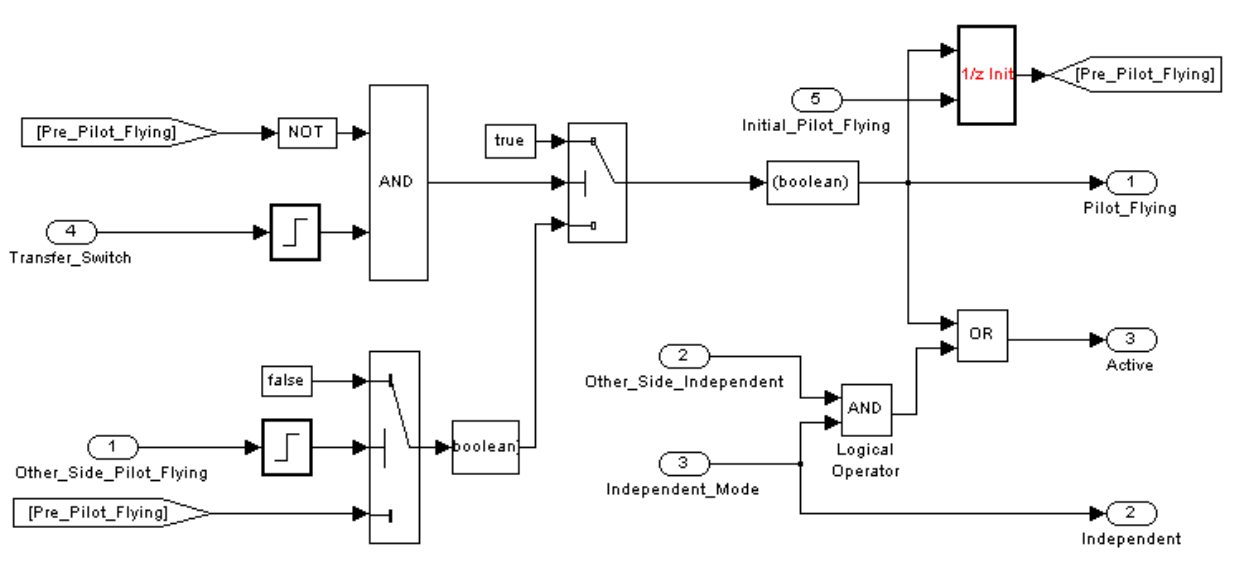 1/z Init
[Pre_Pilot_Flying]
5
Initial_Pilot_Flying
[Pre_Pilot_Flying]
NOT
true
AND
(boolean)
1
Pilot_Flying
4
Transfer_Switch
OR
3
Active
2
Other_Side_Independent
false
AND
Logical
Operator
1
Other_Side_Pilot_Flying
boolean)
3
Independent_Mode
[Pre_Pilot_Flying]
2
Independent